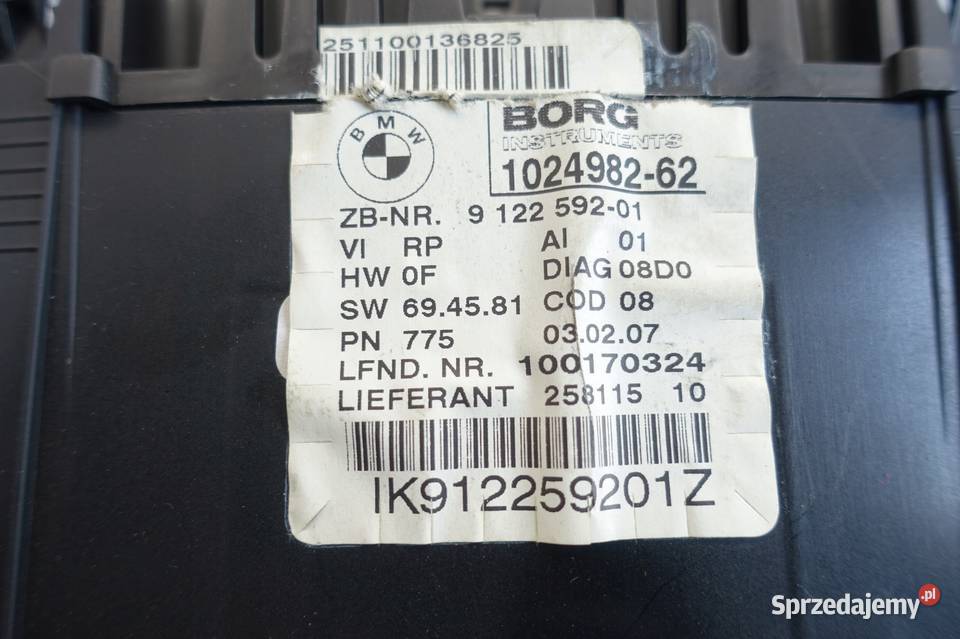 251100136825
BMW
BORG
INSTRUMENTS
1024982-62
ZB-NR. 9 122 592-01
VI RP AI 01
HW 0F DIAG 08D0
SW 69.45.81 COD 08
PN 775 03.02.07
LFND. NR. 100170324
LIEFERANT 258115 10
IK912259201Z
Sprzedajemy.pl